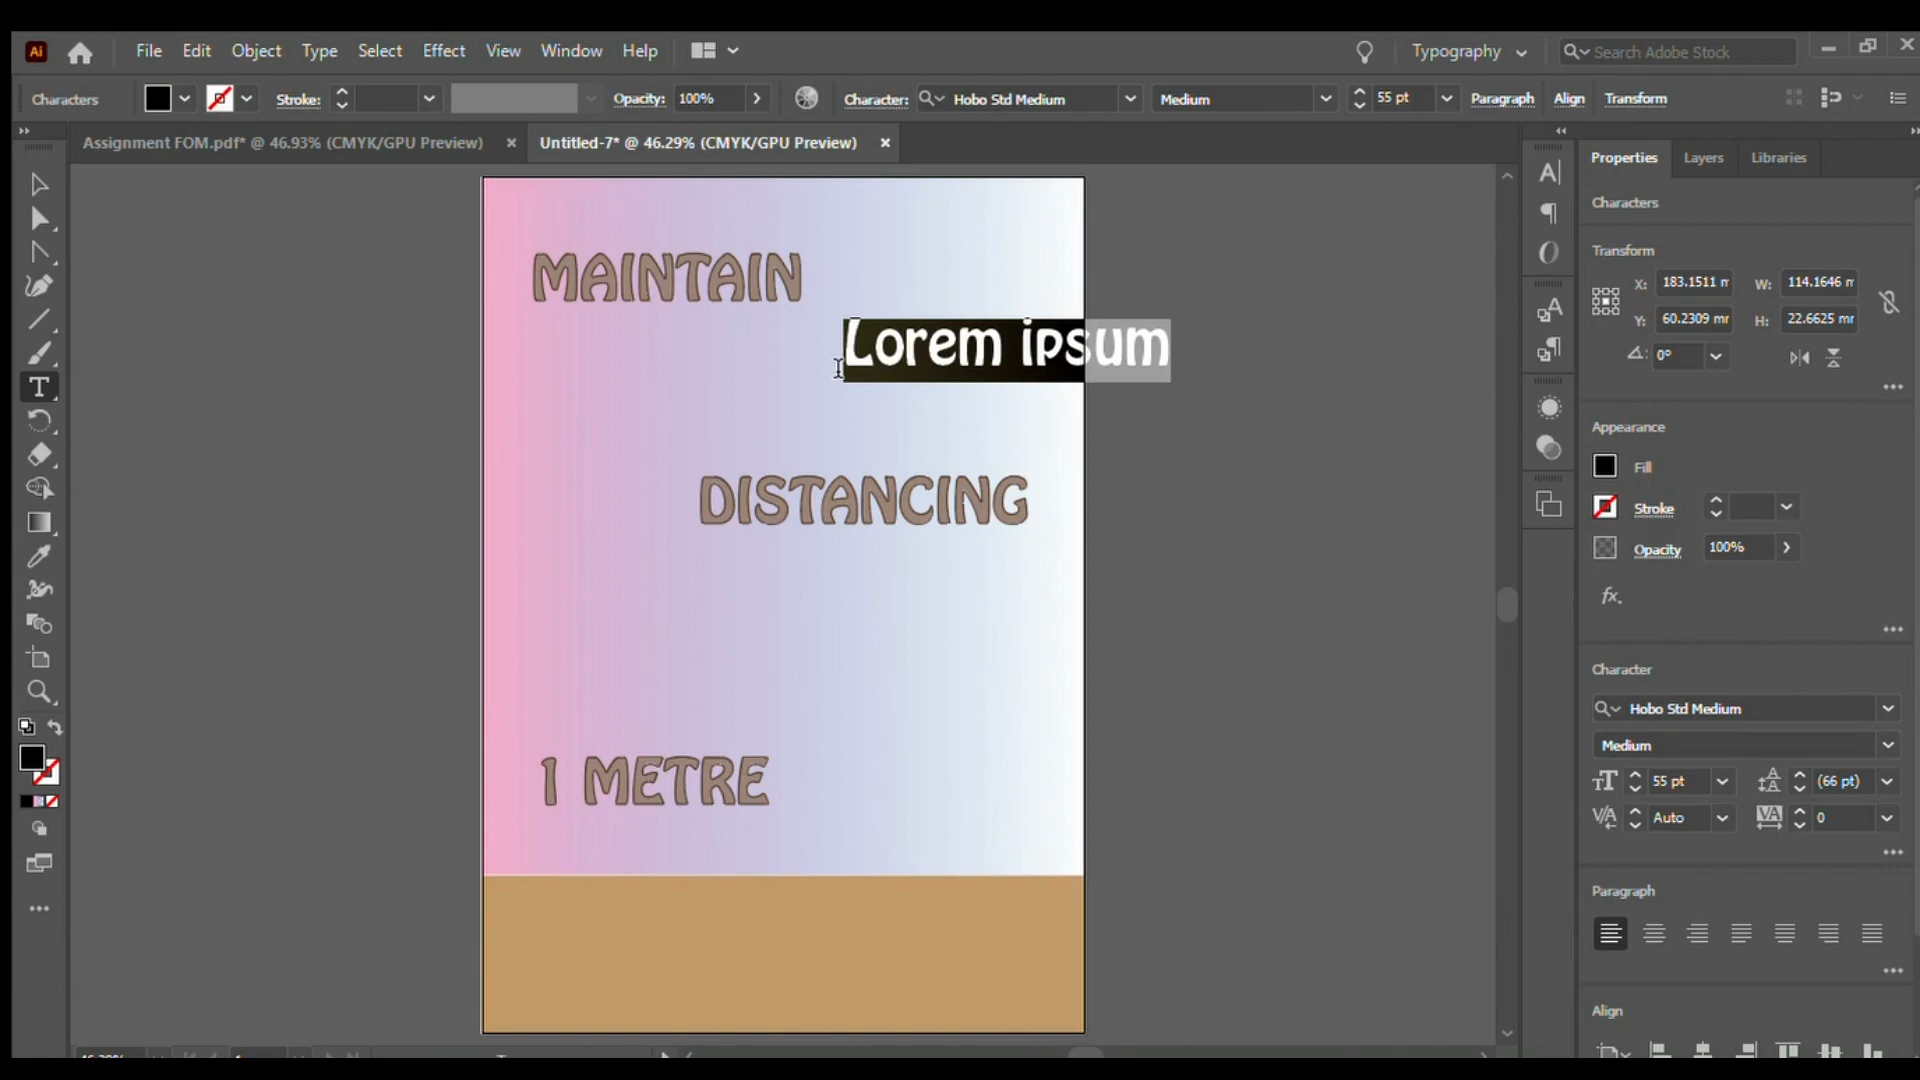 Ai File Edit Object Type Select Effect View Window Help Typography Search Adobe Stock
Characters Stroke: Opacity: 100% Character: Hobo Std Medium Medium 55 pt Paragraph Align Transform
Assignment FOM.pdf* @ 46.93% (CMYK/GPU Preview) Untitled-7* @ 46.29% (CMYK/GPU Preview)
Properties Layers Libraries
Characters
Transform
X: 183.1511 m W: 114.1646 m
Y: 60.2309 mm H: 22.6625 mm
0°
Appearance
Fill
Stroke
Opacity 100%
fx.
Character
Hobo Std Medium
Medium
55 pt (66 pt)
Auto 0
Paragraph
Align
MAINTAIN
Lorem ipsum
DISTANCING
1 METRE